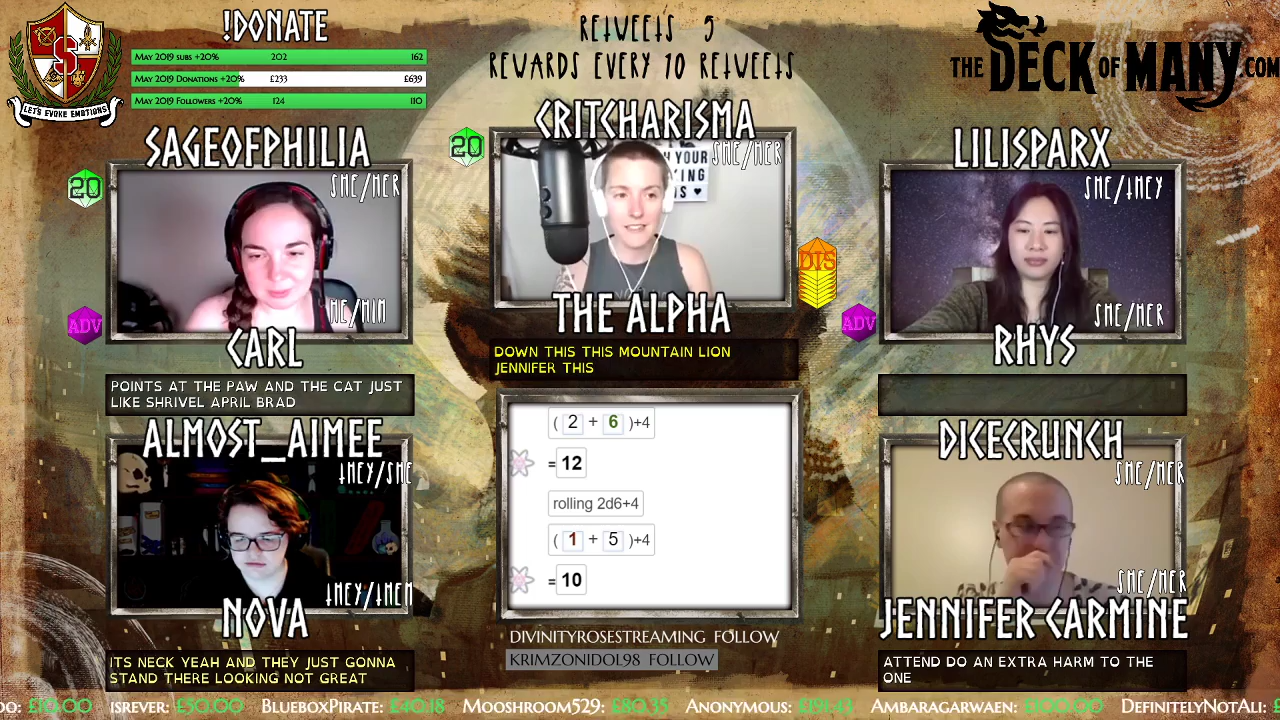 !DONATE
MAY 2019 SUBS +20% 202 162
MAY 2019 DONATIONS +20% £233 £639
MAY 2019 FOLLOWERS +20% 124 110
LET'S EVOKE EMOTIONS
RETWEETS 5
REWARDS EVERY 10 RETWEETS
THE DECK OF MANY.COM
SAGEOFPHILIA
SHE/HER
20
HE/HIM
ADV
CARL
POINTS AT THE PAW AND THE CAT JUST
LIKE SHRIVEL APRIL BRAD
CRITCHARISMA
SHE/HER
20
YOUR
DIS
THE ALPHA
DOWN THIS THIS MOUNTAIN LION
JENNIFER THIS
LILISPARX
SHE/THEY
SHE/HER
ADV
RHYS
ALMOST_AIMEE
THEY/SHE
THEY/THEM
NOVA
ITS NECK YEAH AND THEY JUST GONNA
STAND THERE LOOKING NOT GREAT
( 2 + 6 )+4
= 12
rolling 2d6+4
( 1 + 5 )+4
= 10
DIVINITYROSESTREAMING FOLLOW
KRIMZONIDOL98 FOLLOW
DICECRUNCH
SHE/HER
SHE/HER
JENNIFER CARMINE
ATTEND DO AN EXTRA HARM TO THE
ONE
DO: £10.00 ISREVER: £50.00 BLUEBOXPIRATE: £40.18 MOOSHROOM529: £80.35 ANONYMOUS: £191.43 AMBARAGARWAEN: £100.00 DEFINITELYNOTALI: £